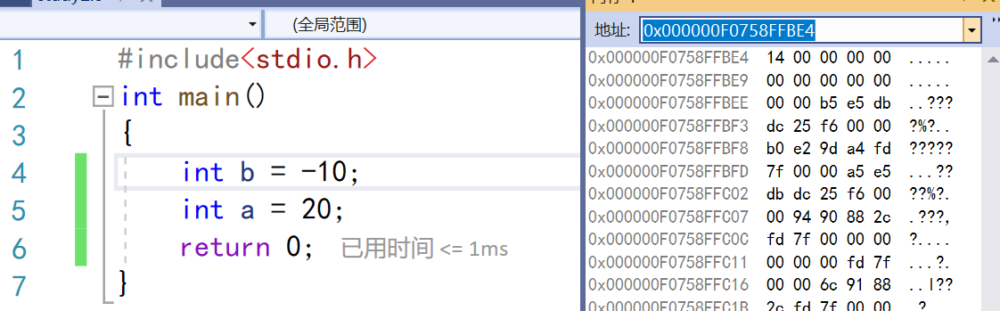 (全局范围)
1 #include<stdio.h>
2 int main()
3 {
4 int b = -10;
5 int a = 20;
6 return 0; 已用时间 <= 1ms
7 }
地址: 0x000000F0758FFBE4
0x000000F0758FFBE4 14 00 00 00 00 .....
0x000000F0758FFBE9 00 00 00 00 00 .....
0x000000F0758FFBEE 00 00 b5 e5 db ..???
0x000000F0758FFBF3 dc 25 f6 00 00 ?%?..
0x000000F0758FFBF8 b0 e2 9d a4 fd ?????
0x000000F0758FFBFD 7f 00 00 a5 e5 ...??
0x000000F0758FFC02 db dc 25 f6 00 ??%?.
0x000000F0758FFC07 00 94 90 88 2c .???,
0x000000F0758FFC0C fd 7f 00 00 00 ?....
0x000000F0758FFC11 00 00 00 fd 7f ...?.
0x000000F0758FFC16 00 00 6c 91 88 ..l??
0x000000F0758FFC1B 2c fd 7f 00 00